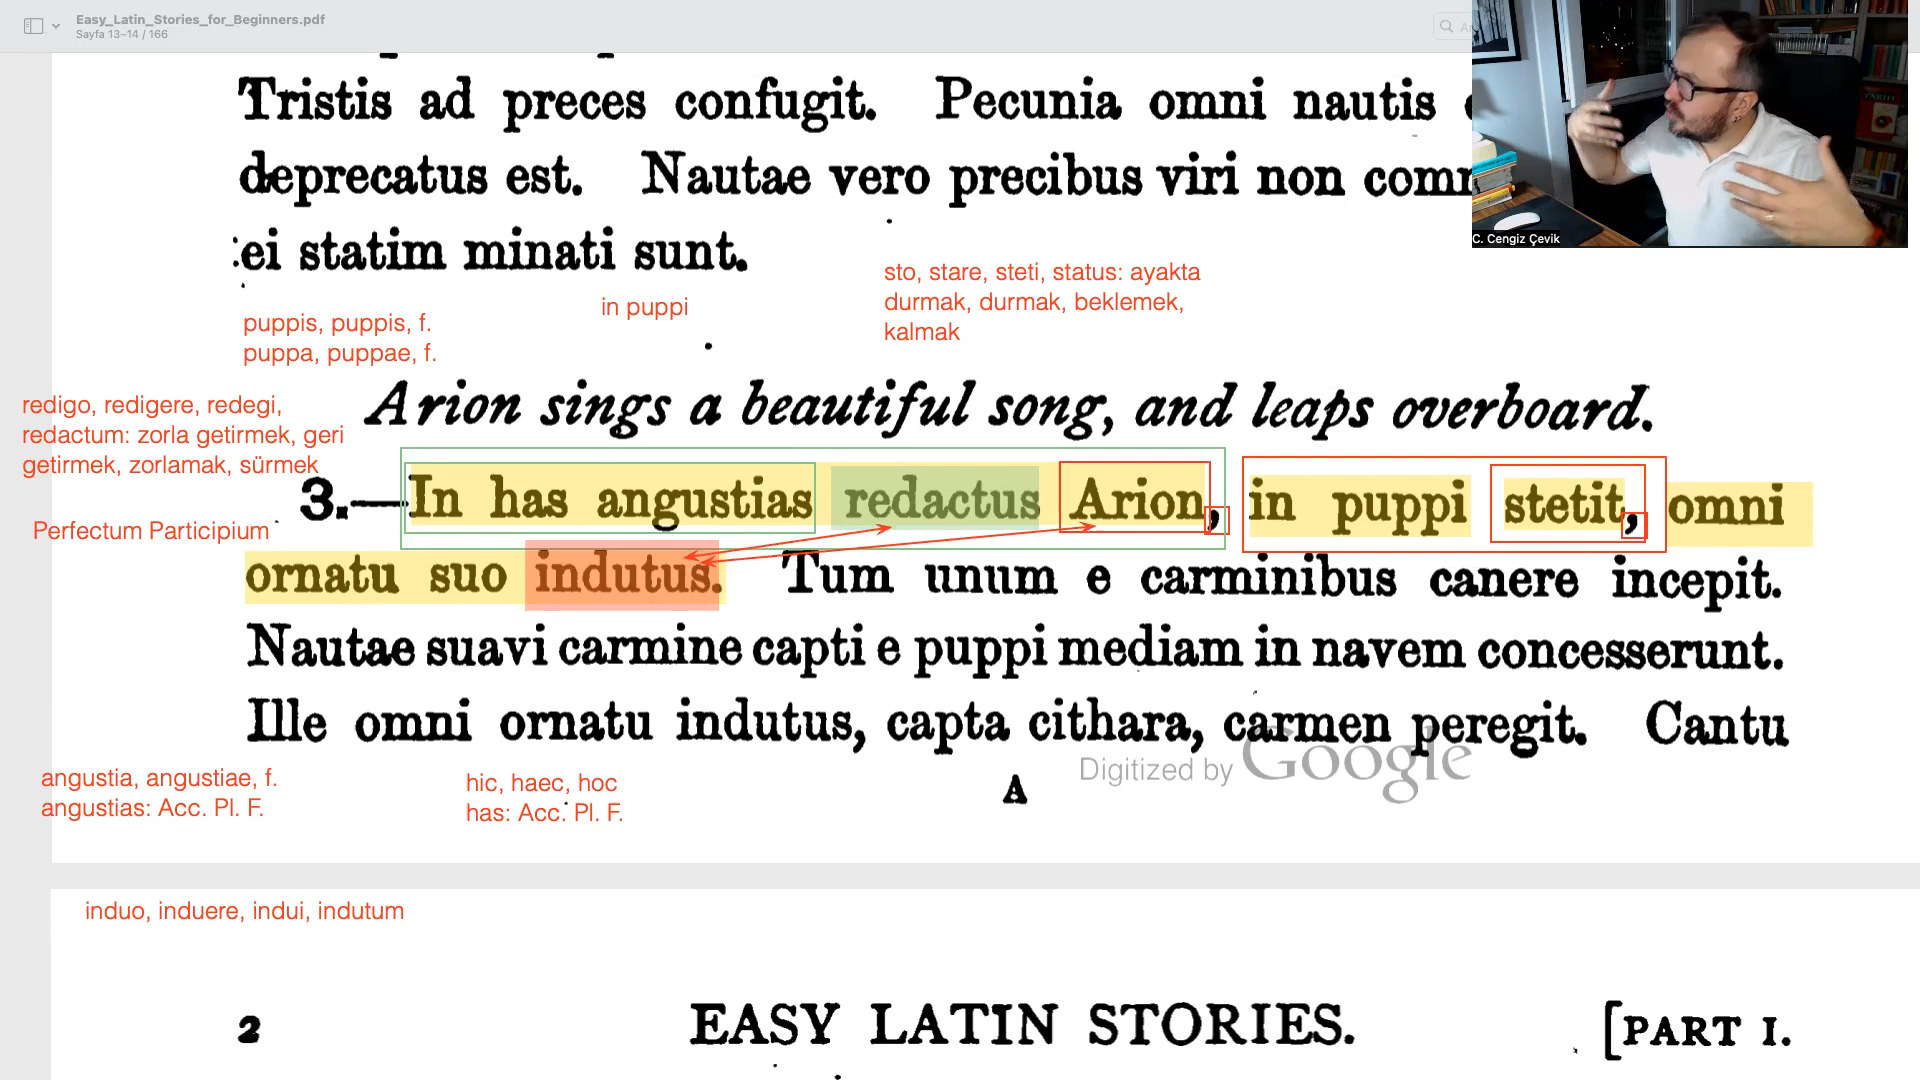 Easy_Latin_Stories_for_Beginners.pdf
Sayfa 13–14 / 166
Tristis ad preces confugit. Pecunia omni nautis
deprecatus est. Nautae vero precibus viri non
ei statim minati sunt.
C. Cengiz Çevik
sto, stare, steti, status: ayakta
durmak, durmak, beklemek,
kalmak
in puppi
puppis, puppis, f.
puppa, puppae, f.
redigo, redigere, redegi,
redactum: zorla getirmek, geri
getirmek, zorlamak, sürmek
Perfectum Participium
Arion sings a beautiful song, and leaps overboard.
3.—In has angustias redactus Arion, in puppi stetit, omni
ornatu suo indutus. Tum unum e carminibus canere incepit.
Nautae suavi carmine capti e puppi mediam in navem concesserunt.
Ille omni ornatu indutus, capta cithara, carmen peregit. Cantu
Digitized by Google
A
angustia, angustiae, f.
angustias: Acc. Pl. F.
hic, haec, hoc
has: Acc. Pl. F.
induo, induere, indui, indutum
2 EASY LATIN STORIES. [PART I.